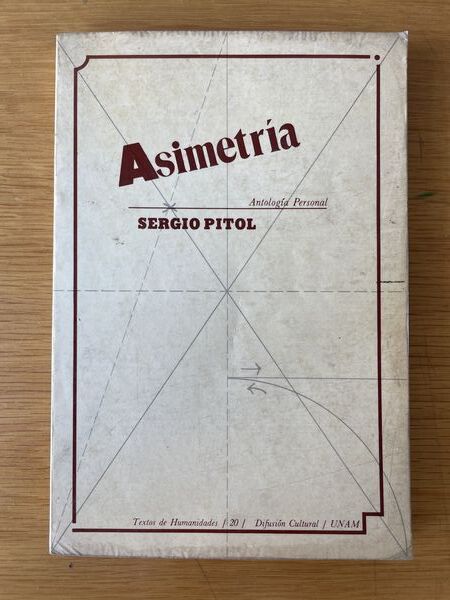 Asimetría
Antología Personal
SERGIO PITOL
Textos de Humanidades / 20 / Difusión Cultural / UNAM